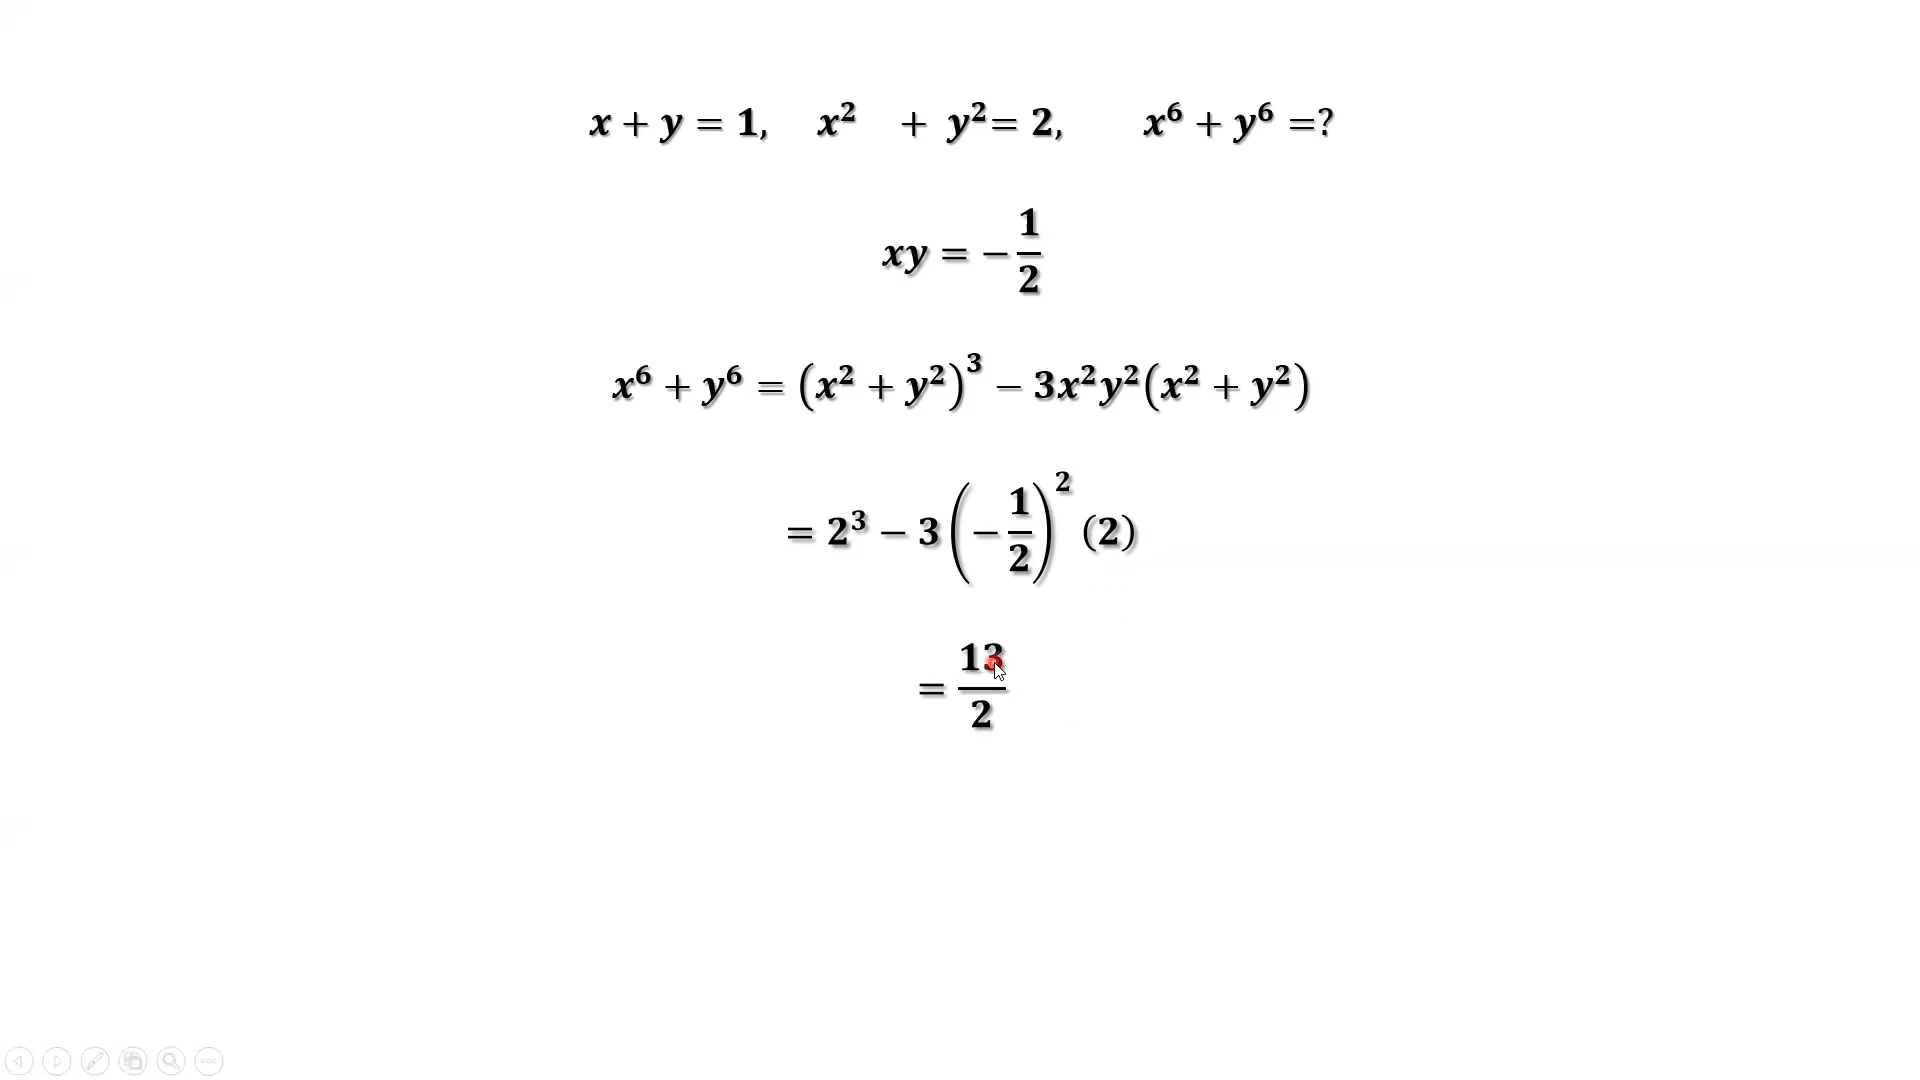 x + y = 1, x² + y² = 2, x⁶ + y⁶ =?
xy = −1/2
x⁶ + y⁶ = (x² + y²)³ − 3x²y²(x² + y²)
= 2³ − 3(−1/2)² (2)
= 13/2